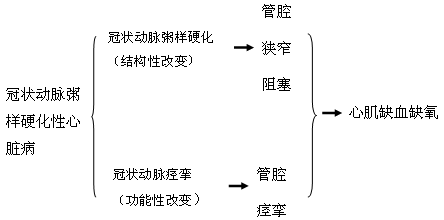 冠状动脉粥
样硬化性心
脏病
冠状动脉粥样硬化
（结构性改变）
管腔
狭窄
阻塞
冠状动脉痉挛
（功能性改变）
管腔
痉挛
心肌缺血缺氧